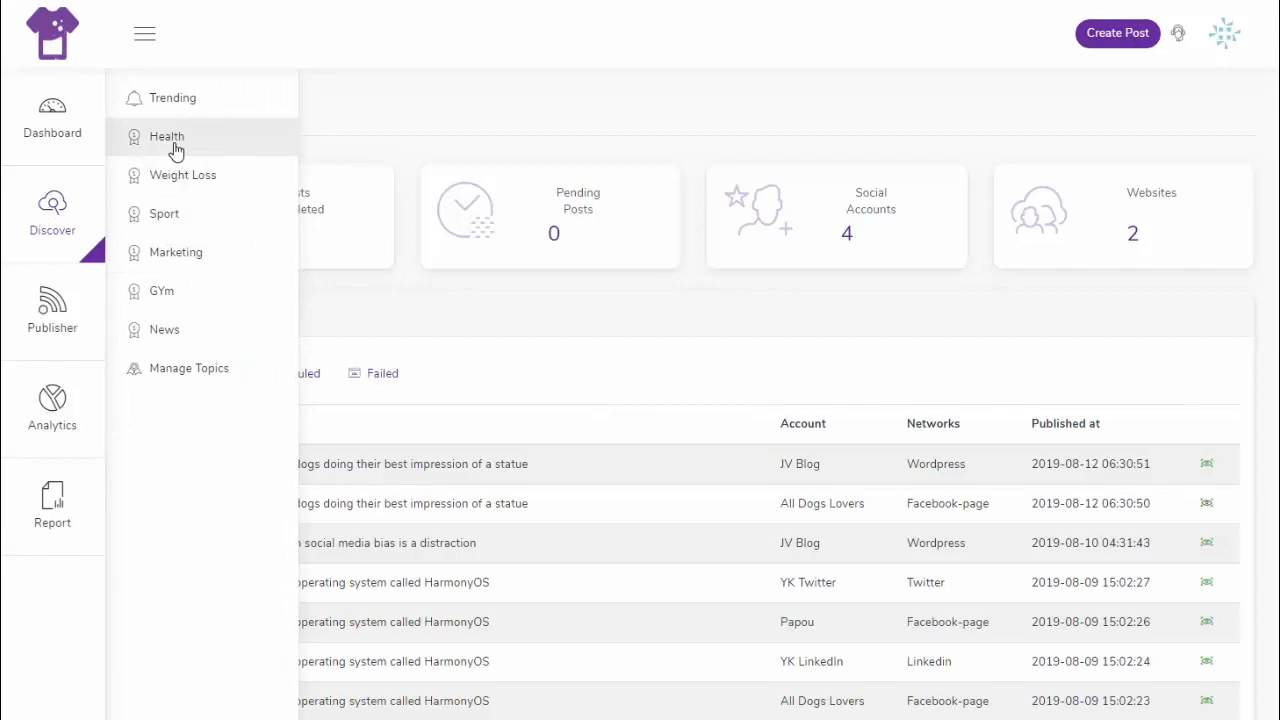 Create Post
Dashboard
Discover
Publisher
Analytics
Report
Trending
Health
Weight Loss
Sport
Marketing
GYm
News
Manage Topics
Pending
Posts
0
Social
Accounts
4
Websites
2
Failed
Account Networks Published at
dogs doing their best impression of a statue JV Blog Wordpress 2019-08-12 06:30:51
dogs doing their best impression of a statue All Dogs Lovers Facebook-page 2019-08-12 06:30:50
social media bias is a distraction JV Blog Wordpress 2019-08-10 04:31:43
operating system called HarmonyOS YK Twitter Twitter 2019-08-09 15:02:27
operating system called HarmonyOS Papou Facebook-page 2019-08-09 15:02:26
operating system called HarmonyOS YK LinkedIn Linkedin 2019-08-09 15:02:24
operating system called HarmonyOS All Dogs Lovers Facebook-page 2019-08-09 15:02:23